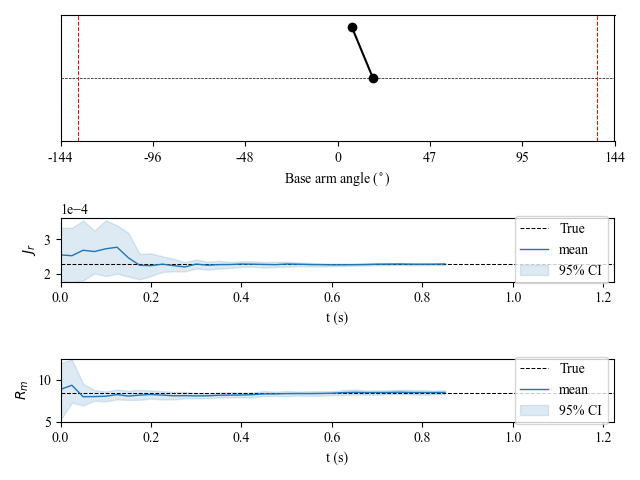 -144 -96 -48 0 47 95 144
Base arm angle (°)
1e−4
3
2
J_r
True
mean
95% CI
0.0 0.2 0.4 0.6 0.8 1.0 1.2
t (s)
10
5
R_m
True
mean
95% CI
0.0 0.2 0.4 0.6 0.8 1.0 1.2
t (s)